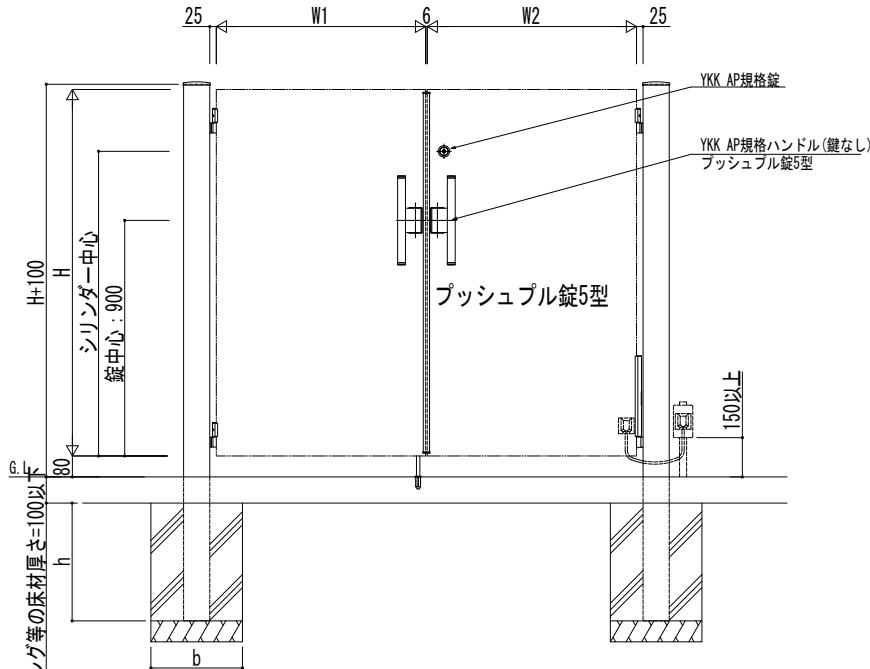 25
W1
6
W2
25
YKK AP規格錠
YKK AP規格ハンドル(鍵なし)
プッシュプル錠5型
H+100
H
シリンダー中心
錠中心:900
プッシュプル錠5型
150以上
G.L
80
ング等の床材厚さ=100以下
h
b